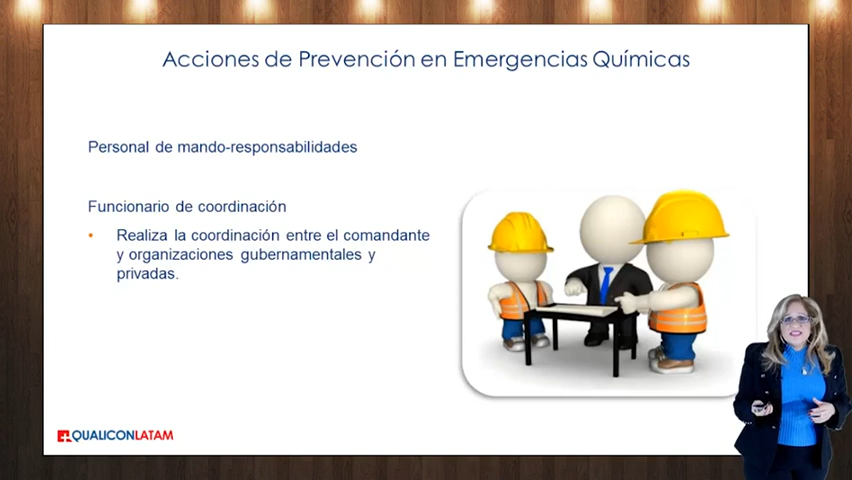 Acciones de Prevención en Emergencias Químicas
Personal de mando-responsabilidades
Funcionario de coordinación
• Realiza la coordinación entre el comandante
y organizaciones gubernamentales y
privadas.
QUALICONLATAM